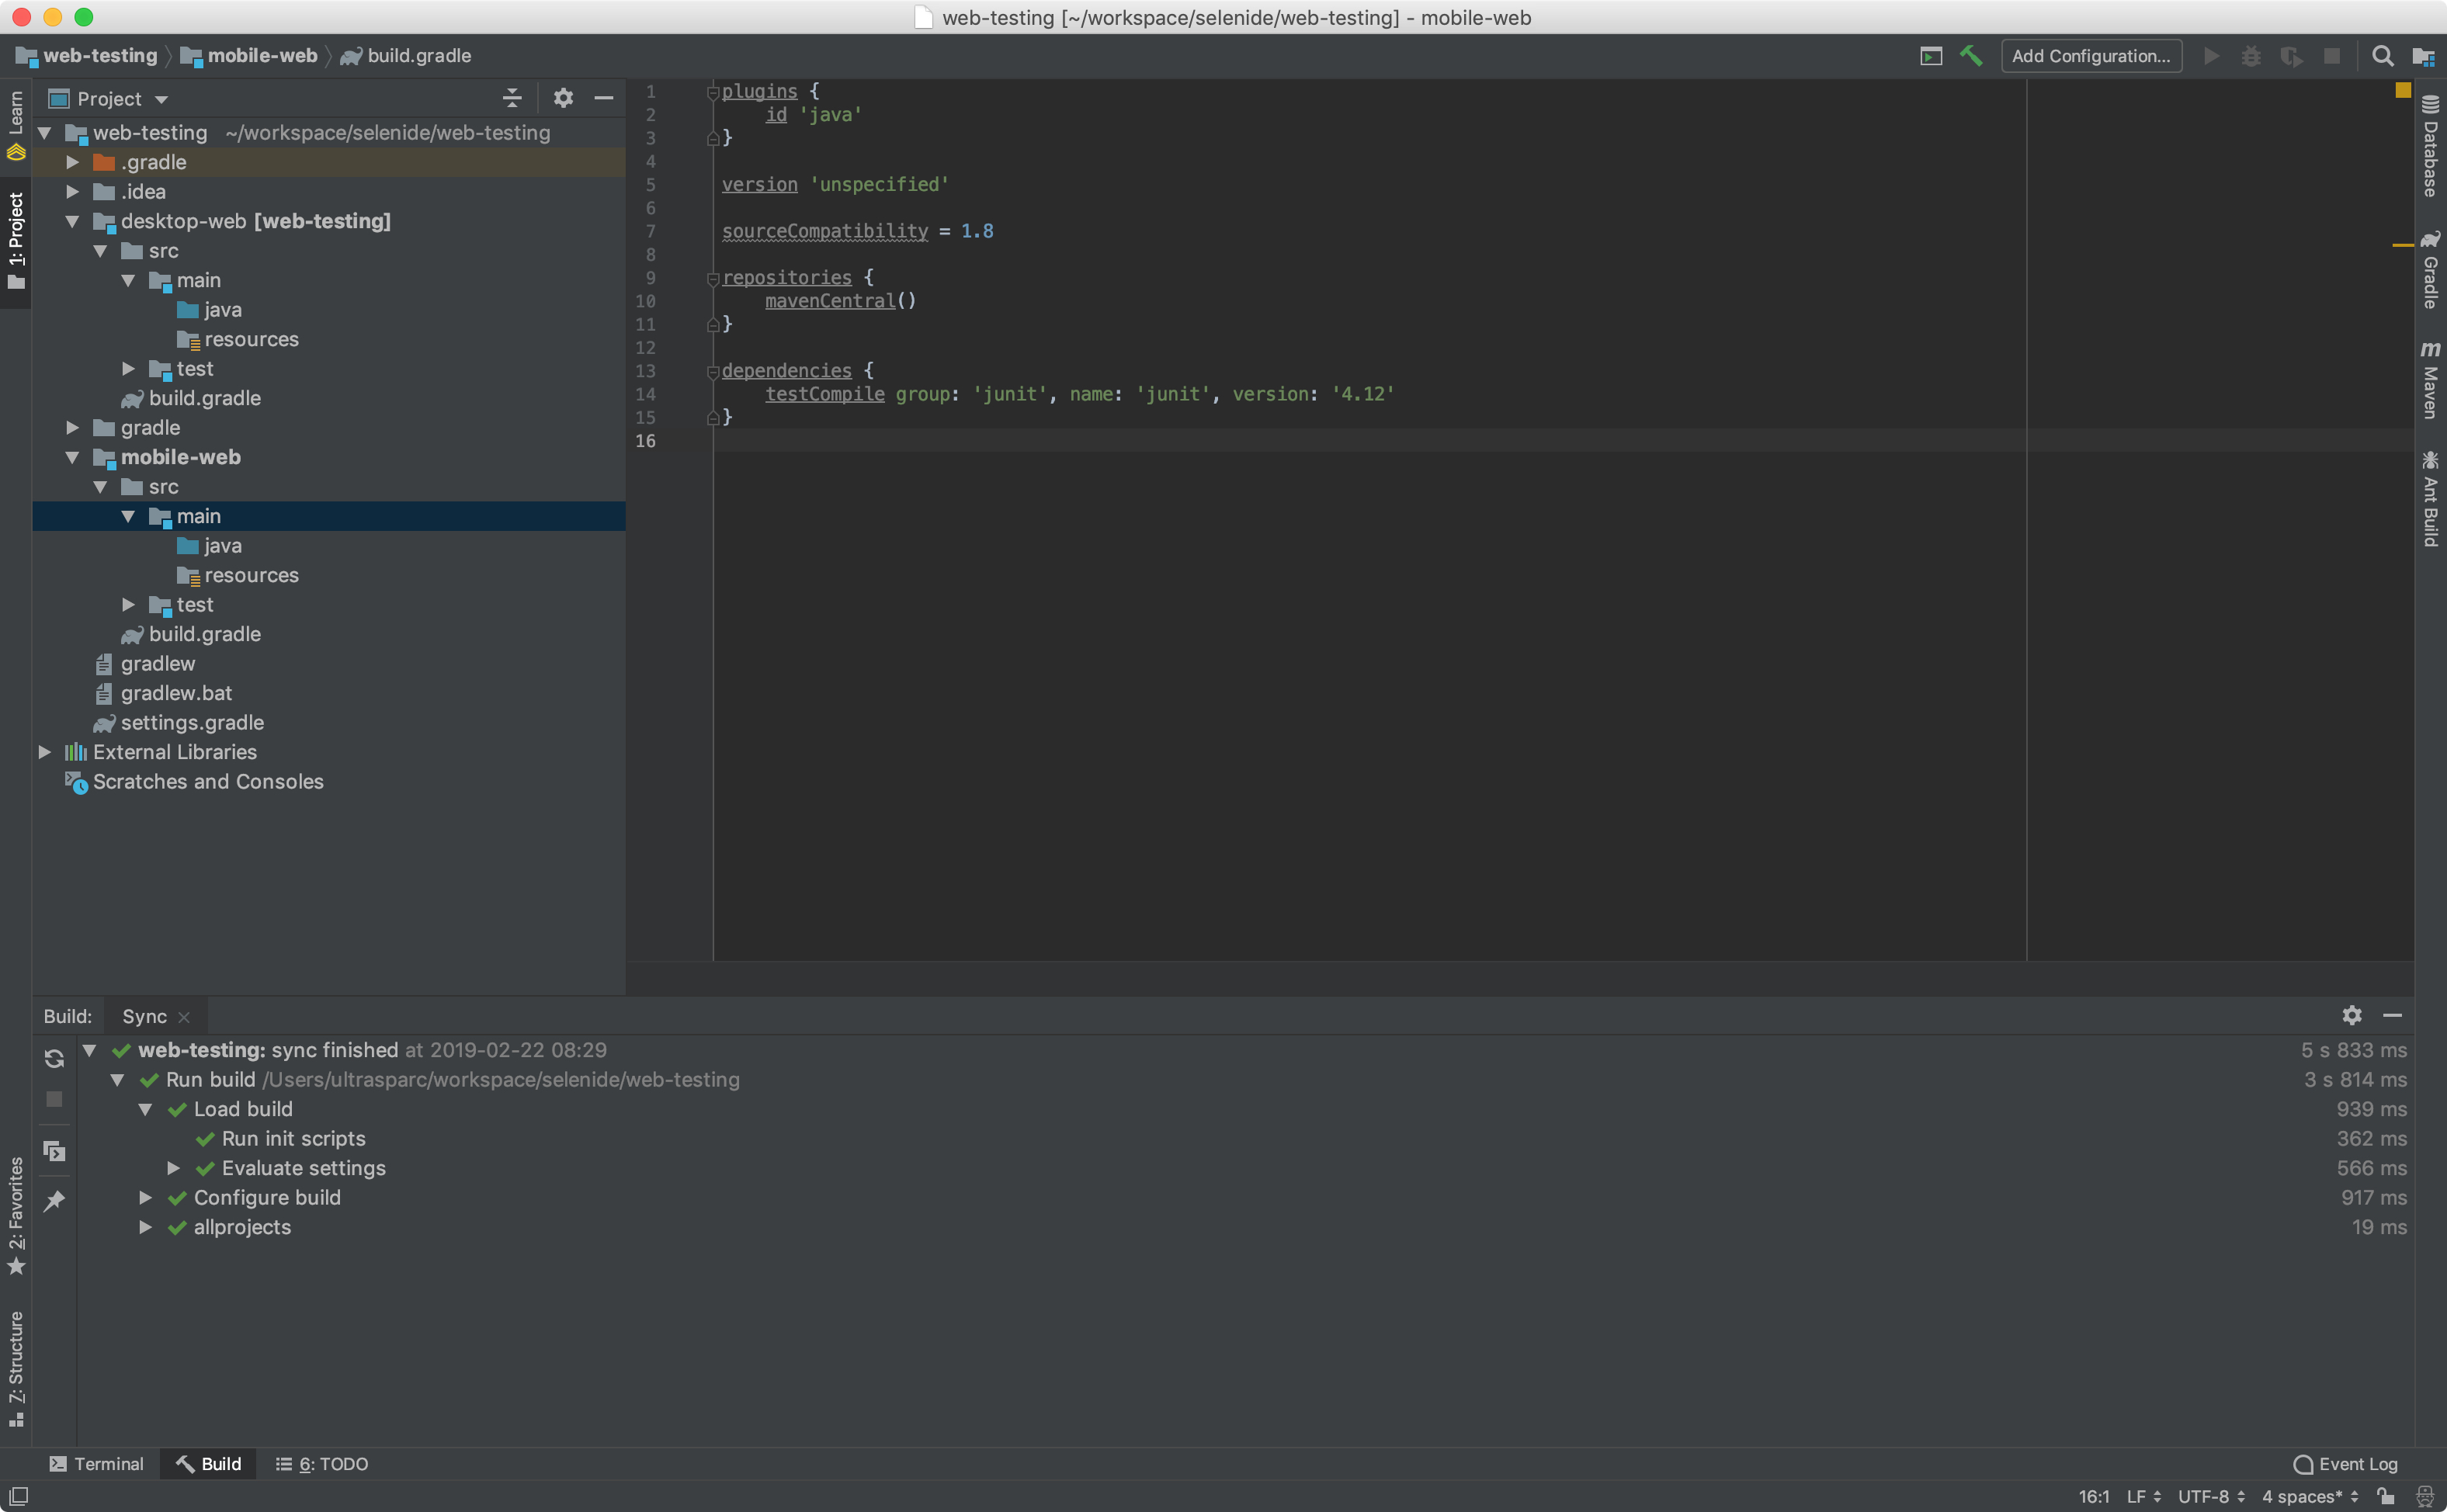 web-testing [~/workspace/selenide/web-testing] - mobile-web
web-testing mobile-web build.gradle
Add Configuration...
Learn
1: Project
Project
web-testing ~/workspace/selenide/web-testing
.gradle
.idea
desktop-web [web-testing]
src
main
java
resources
test
build.gradle
gradle
mobile-web
src
main
java
resources
test
build.gradle
gradlew
gradlew.bat
settings.gradle
External Libraries
Scratches and Consoles
1 plugins {
2 id 'java'
3 }
4
5 version 'unspecified'
6
7 sourceCompatibility = 1.8
8
9 repositories {
10 mavenCentral()
11 }
12
13 dependencies {
14 testCompile group: 'junit', name: 'junit', version: '4.12'
15 }
16
Database
Gradle
m Maven
Ant Build
Build: Sync
web-testing: sync finished at 2019-02-22 08:29 5 s 833 ms
Run build /Users/ultrasparc/workspace/selenide/web-testing 3 s 814 ms
Load build 939 ms
Run init scripts 362 ms
Evaluate settings 566 ms
Configure build 917 ms
allprojects 19 ms
2: Favorites
Z: Structure
Terminal Build 6: TODO Event Log
16:1 LF UTF-8 4 spaces*